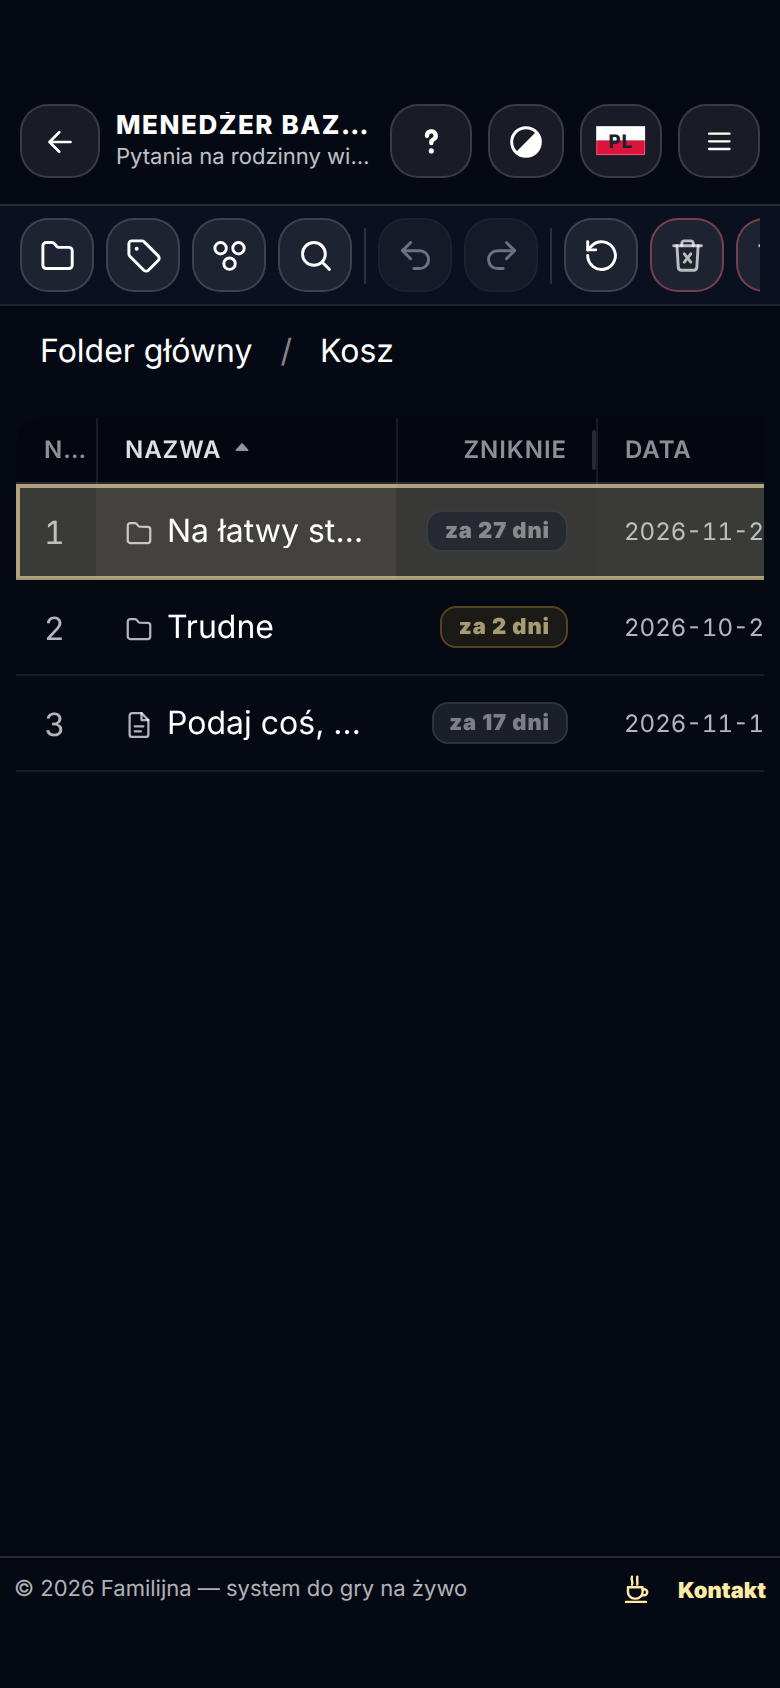 MENEDŻER BAZ...
Pytania na rodzinny wi...
?
PL
Folder główny / Kosz
N... NAZWA ZNIKNIE DATA
1 Na łatwy st... za 27 dni 2026-11-2
2 Trudne za 2 dni 2026-10-2
3 Podaj coś, ... za 17 dni 2026-11-1
© 2026 Familijna — system do gry na żywo Kontakt